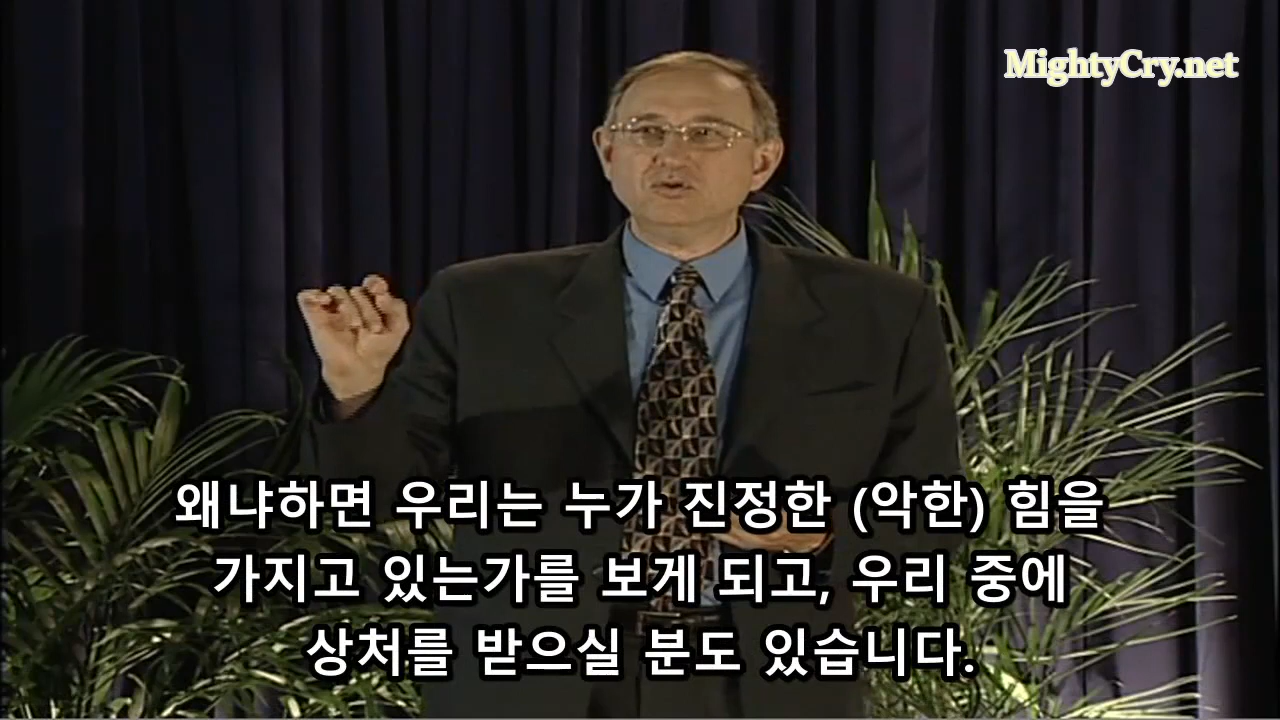 MightyCry.net
왜냐하면 우리는 누가 진정한 (악한) 힘을
가지고 있는가를 보게 되고, 우리 중에
상처를 받으실 분도 있습니다.